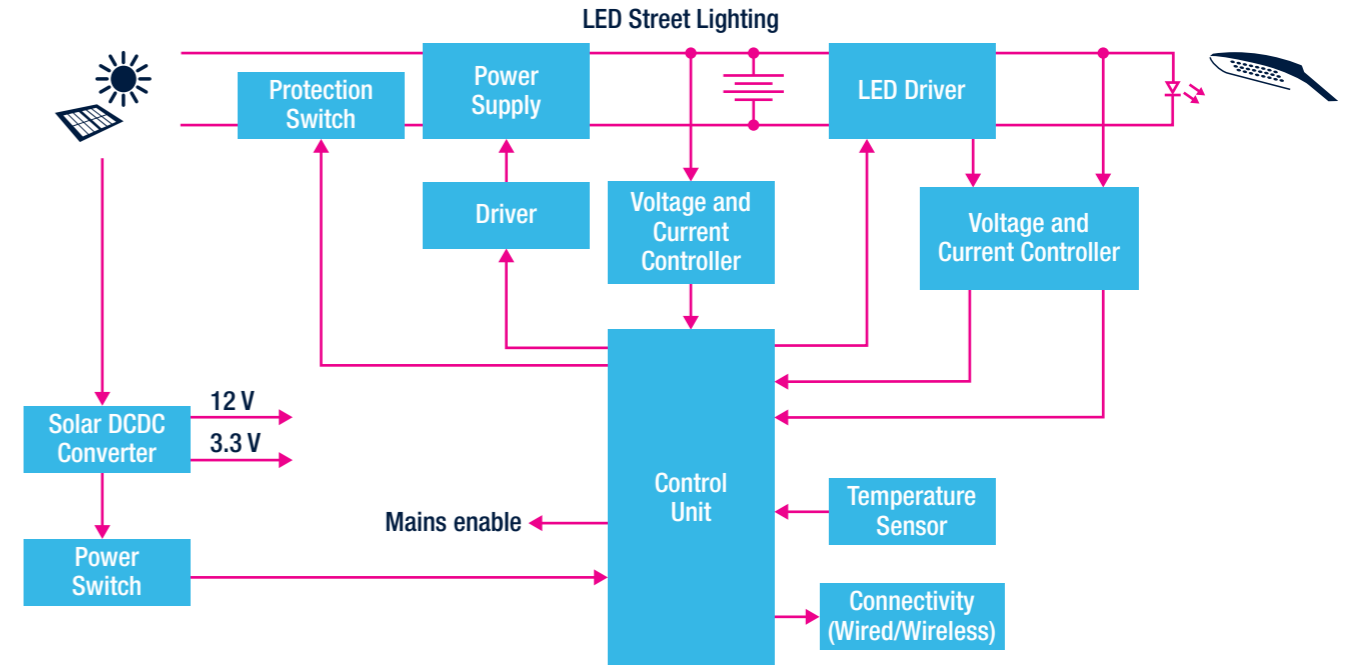 LED Street Lighting
Protection
Switch
Power
Supply
LED Driver
Driver
Voltage and
Current
Controller
Voltage and
Current Controller
Solar DCDC
Converter
12 V
3.3 V
Control
Unit
Mains enable
Temperature
Sensor
Power
Switch
Connectivity
(Wired/Wireless)